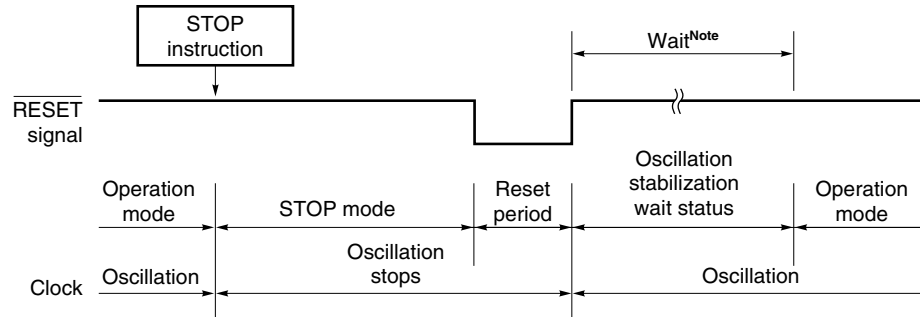 STOP
instruction
Wait Note
RESET
signal
Operation
mode
STOP mode
Reset
period
Oscillation
stabilization
wait status
Operation
mode
Clock
Oscillation
Oscillation
stops
Oscillation